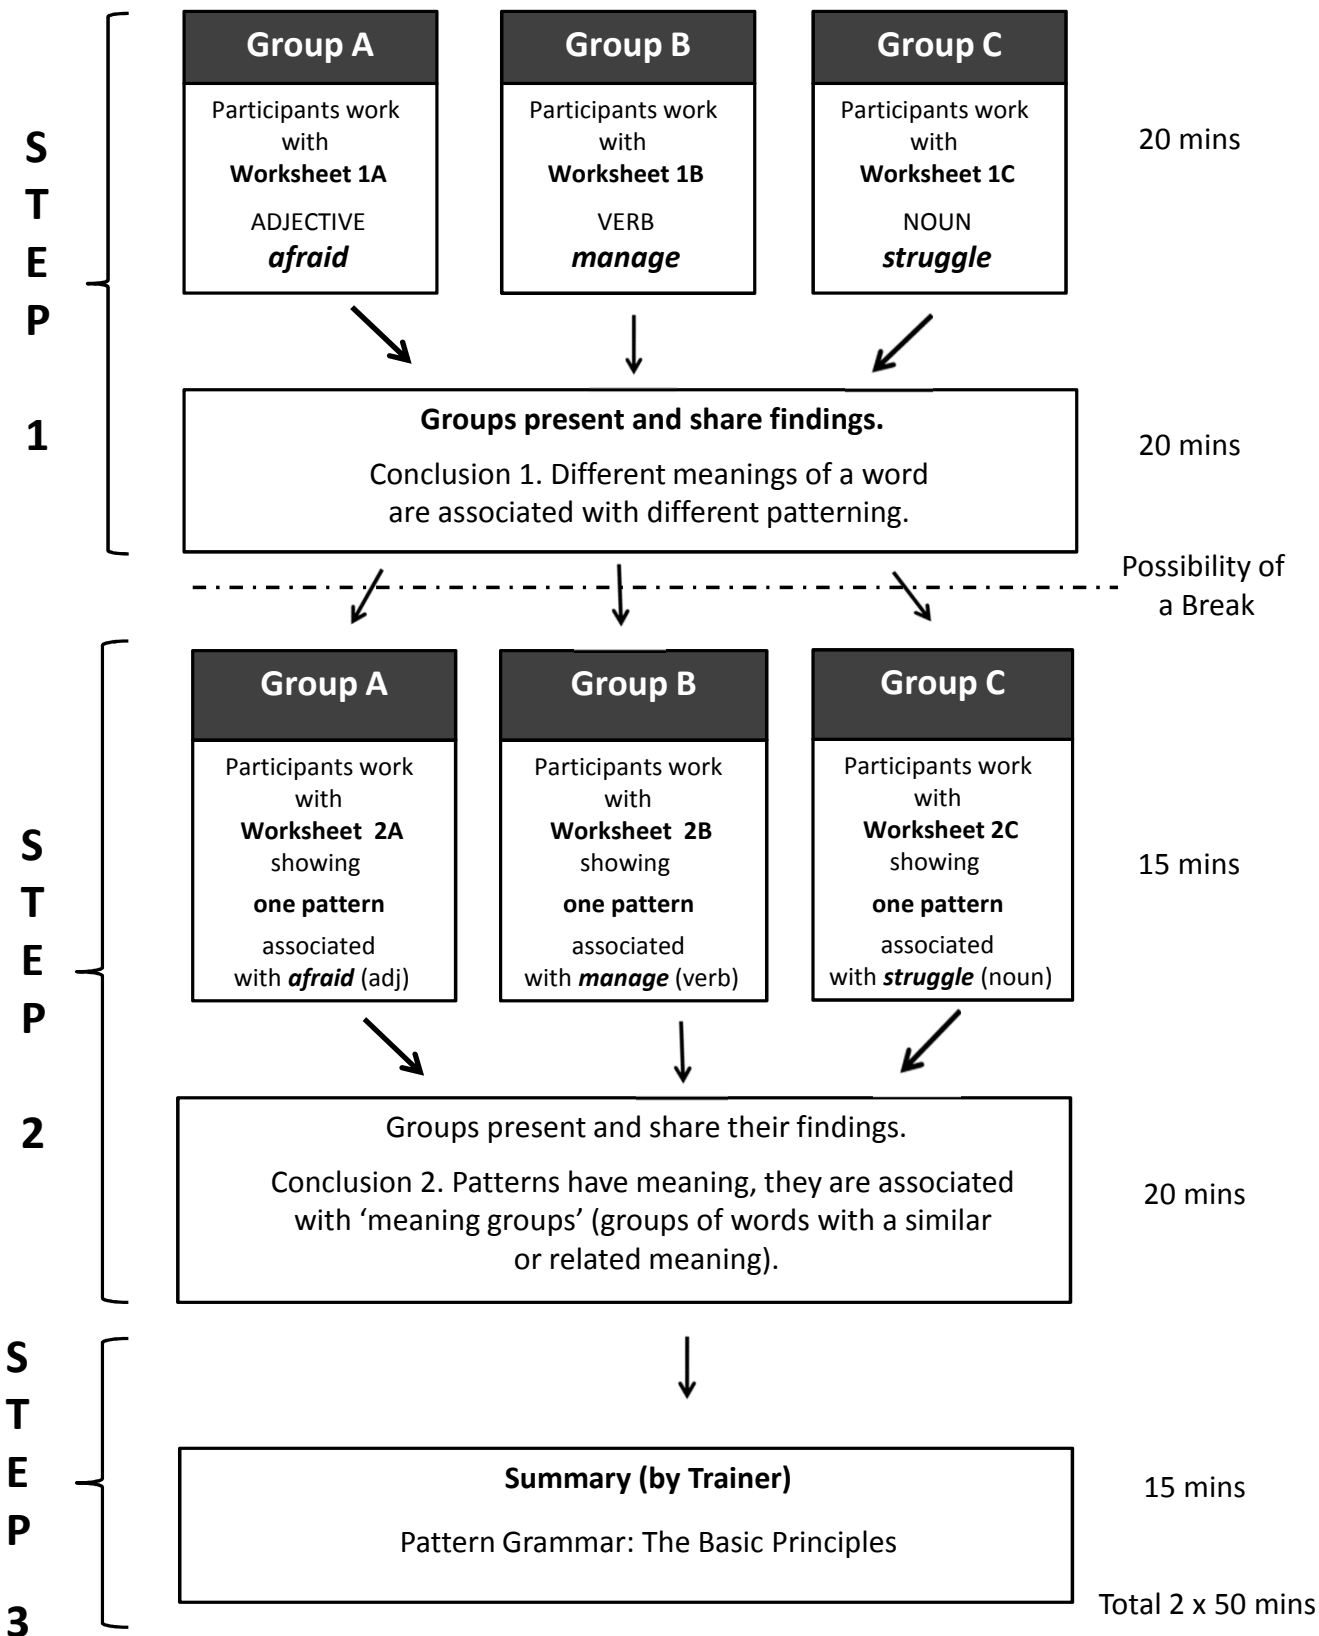 STEP 1
Group A
Participants work
with
Worksheet 1A
ADJECTIVE
afraid
Group B
Participants work
with
Worksheet 1B
VERB
manage
Group C
Participants work
with
Worksheet 1C
NOUN
struggle
20 mins
Groups present and share findings.
Conclusion 1. Different meanings of a word
are associated with different patterning.
20 mins
Possibility of
a Break
STEP 2
Group A
Participants work
with
Worksheet 2A
showing
one pattern
associated
with afraid (adj)
Group B
Participants work
with
Worksheet 2B
showing
one pattern
associated
with manage (verb)
Group C
Participants work
with
Worksheet 2C
showing
one pattern
associated
with struggle (noun)
15 mins
Groups present and share their findings.
Conclusion 2. Patterns have meaning, they are associated
with ‘meaning groups’ (groups of words with a similar
or related meaning).
20 mins
STEP 3
Summary (by Trainer)
Pattern Grammar: The Basic Principles
15 mins
Total 2 x 50 mins